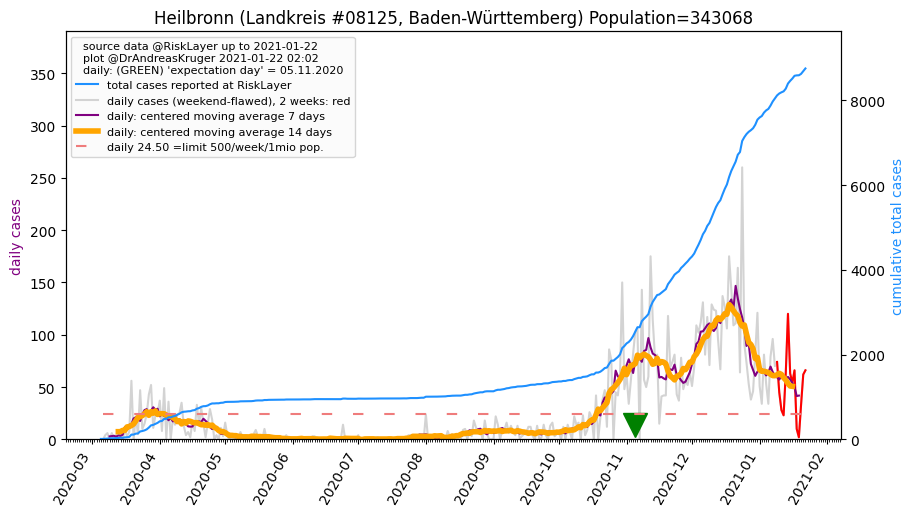 Heilbronn (Landkreis #08125, Baden-Württemberg) Population=343068
source data @RiskLayer up to 2021-01-22
plot @DrAndreasKruger 2021-01-22 02:02
daily: (GREEN) 'expectation day' = 05.11.2020
total cases reported at RiskLayer
daily cases (weekend-flawed), 2 weeks: red
daily: centered moving average 7 days
daily: centered moving average 14 days
daily 24.50 =limit 500/week/1mio pop.
daily cases
350
300
250
200
150
100
50
0
8000
6000
4000
2000
0
cumulative total cases
2020-03
2020-04
2020-05
2020-06
2020-07
2020-08
2020-09
2020-10
2020-11
2020-12
2021-01
2021-02